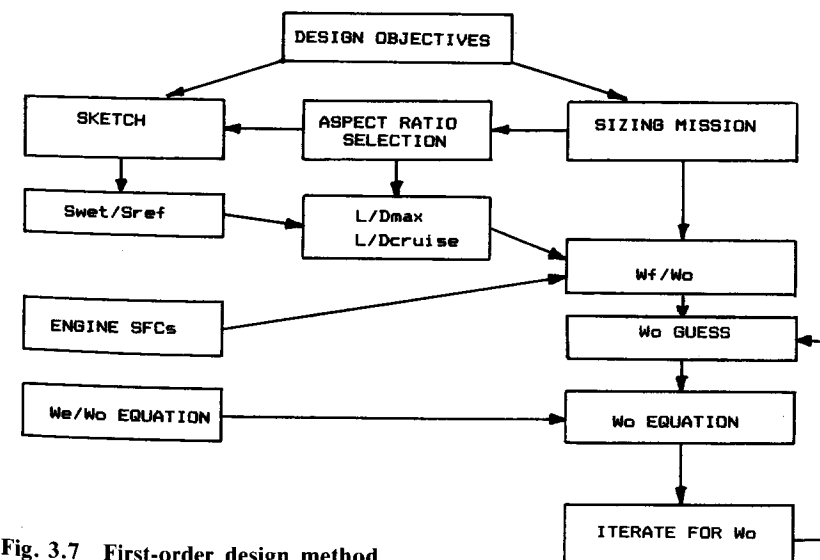 DESIGN OBJECTIVES
SKETCH
ASPECT RATIO
SELECTION
SIZING MISSION
Swet/Sref
L/Dmax
L/Dcruise
Wf/Wo
ENGINE SFCs
Wo GUESS
We/Wo EQUATION
Wo EQUATION
ITERATE FOR Wo
Fig. 3.7 First-order design method